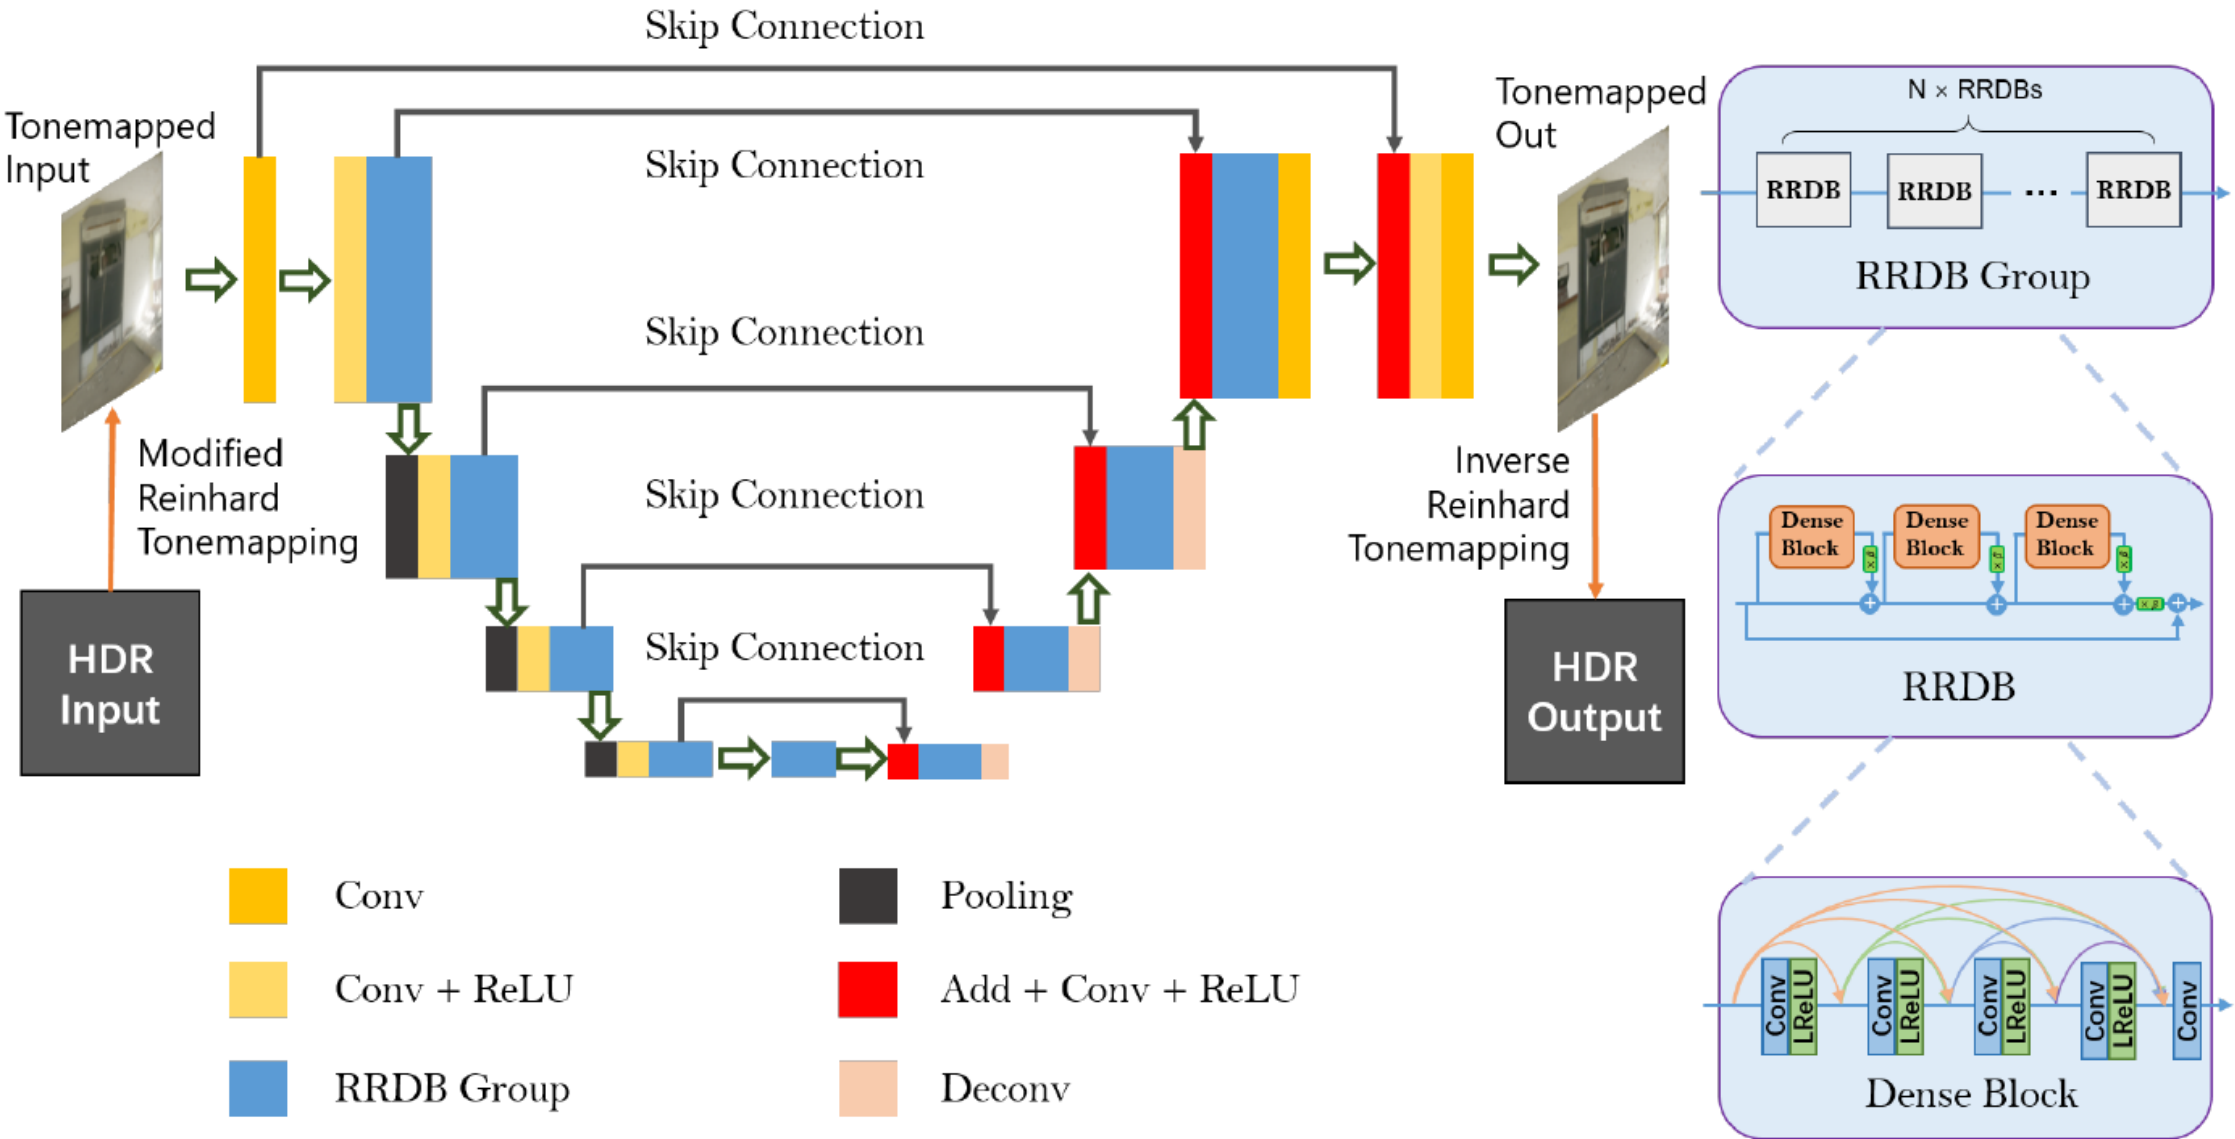 Skip Connection
Tonemapped
Input
Skip Connection
Skip Connection
Skip Connection
Skip Connection
Modified
Reinhard
Tonemapping
HDR
Input
Tonemapped
Out
Inverse
Reinhard
Tonemapping
HDR
Output
Conv
Conv + ReLU
RRDB Group
Pooling
Add + Conv + ReLU
Deconv
N × RRDBs
RRDB
RRDB
...
RRDB
RRDB Group
Dense
Block
Dense
Block
Dense
Block
× β
× β
× β
×
RRDB
Conv
LReLU
Conv
LReLU
Conv
LReLU
Conv
LReLU
Conv
Dense Block